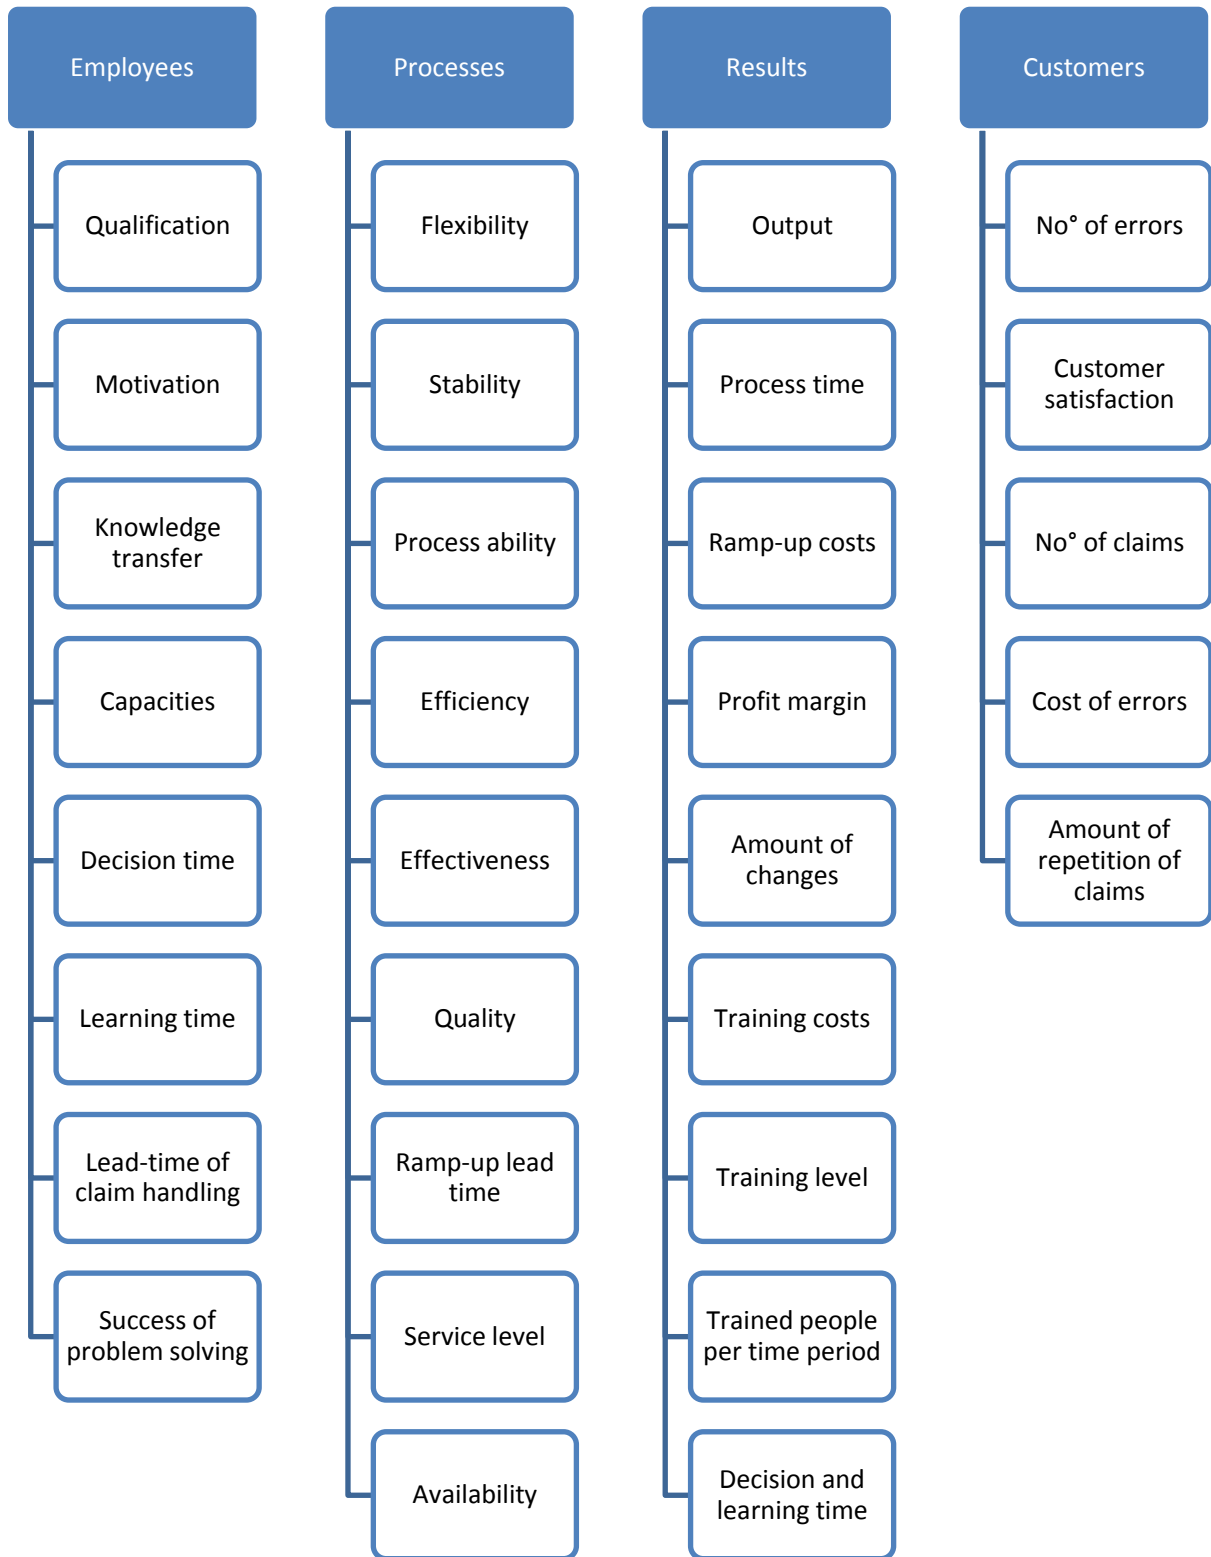 Employees
Qualification
Motivation
Knowledge
transfer
Capacities
Decision time
Learning time
Lead-time of
claim handling
Success of
problem solving
Processes
Flexibility
Stability
Process ability
Efficiency
Effectiveness
Quality
Ramp-up lead
time
Service level
Availability
Results
Output
Process time
Ramp-up costs
Profit margin
Amount of
changes
Training costs
Training level
Trained people
per time period
Decision and
learning time
Customers
No° of errors
Customer
satisfaction
No° of claims
Cost of errors
Amount of
repetition of
claims